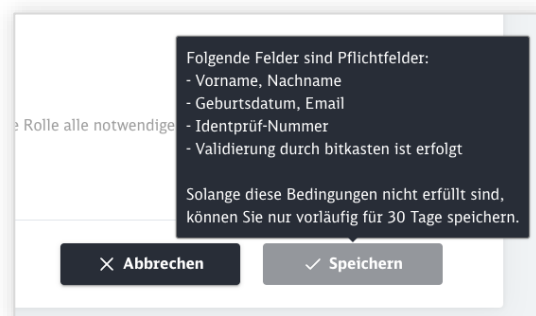 Folgende Felder sind Pflichtfelder:
- Vorname, Nachname
- Geburtsdatum, Email
- Identprüf-Nummer
- Validierung durch bitkasten ist erfolgt
Solange diese Bedingungen nicht erfüllt sind,
können Sie nur vorläufig für 30 Tage speichern.
e Rolle alle notwendige
Abbrechen
Speichern